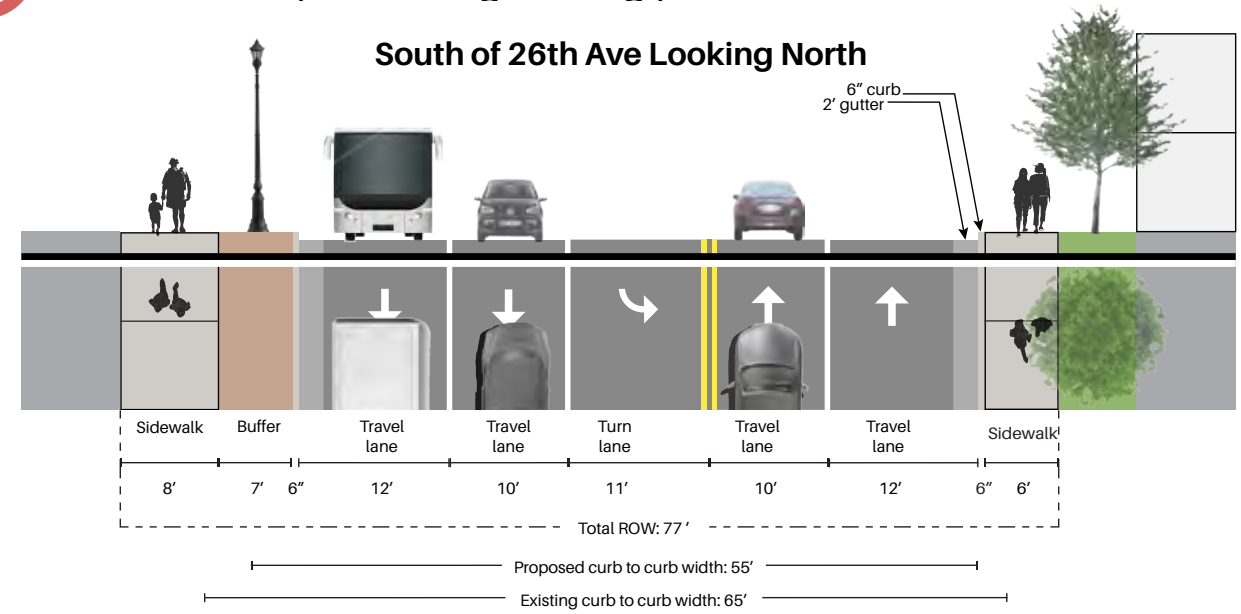 South of 26th Ave Looking North
6” curb
2’ gutter
Sidewalk
Buffer
Travel
lane
Travel
lane
Turn
lane
Travel
lane
Travel
lane
Sidewalk
8’
7’
6”
12’
10’
11’
10’
12’
6”
6’
Total ROW: 77 ’
Proposed curb to curb width: 55’
Existing curb to curb width: 65’